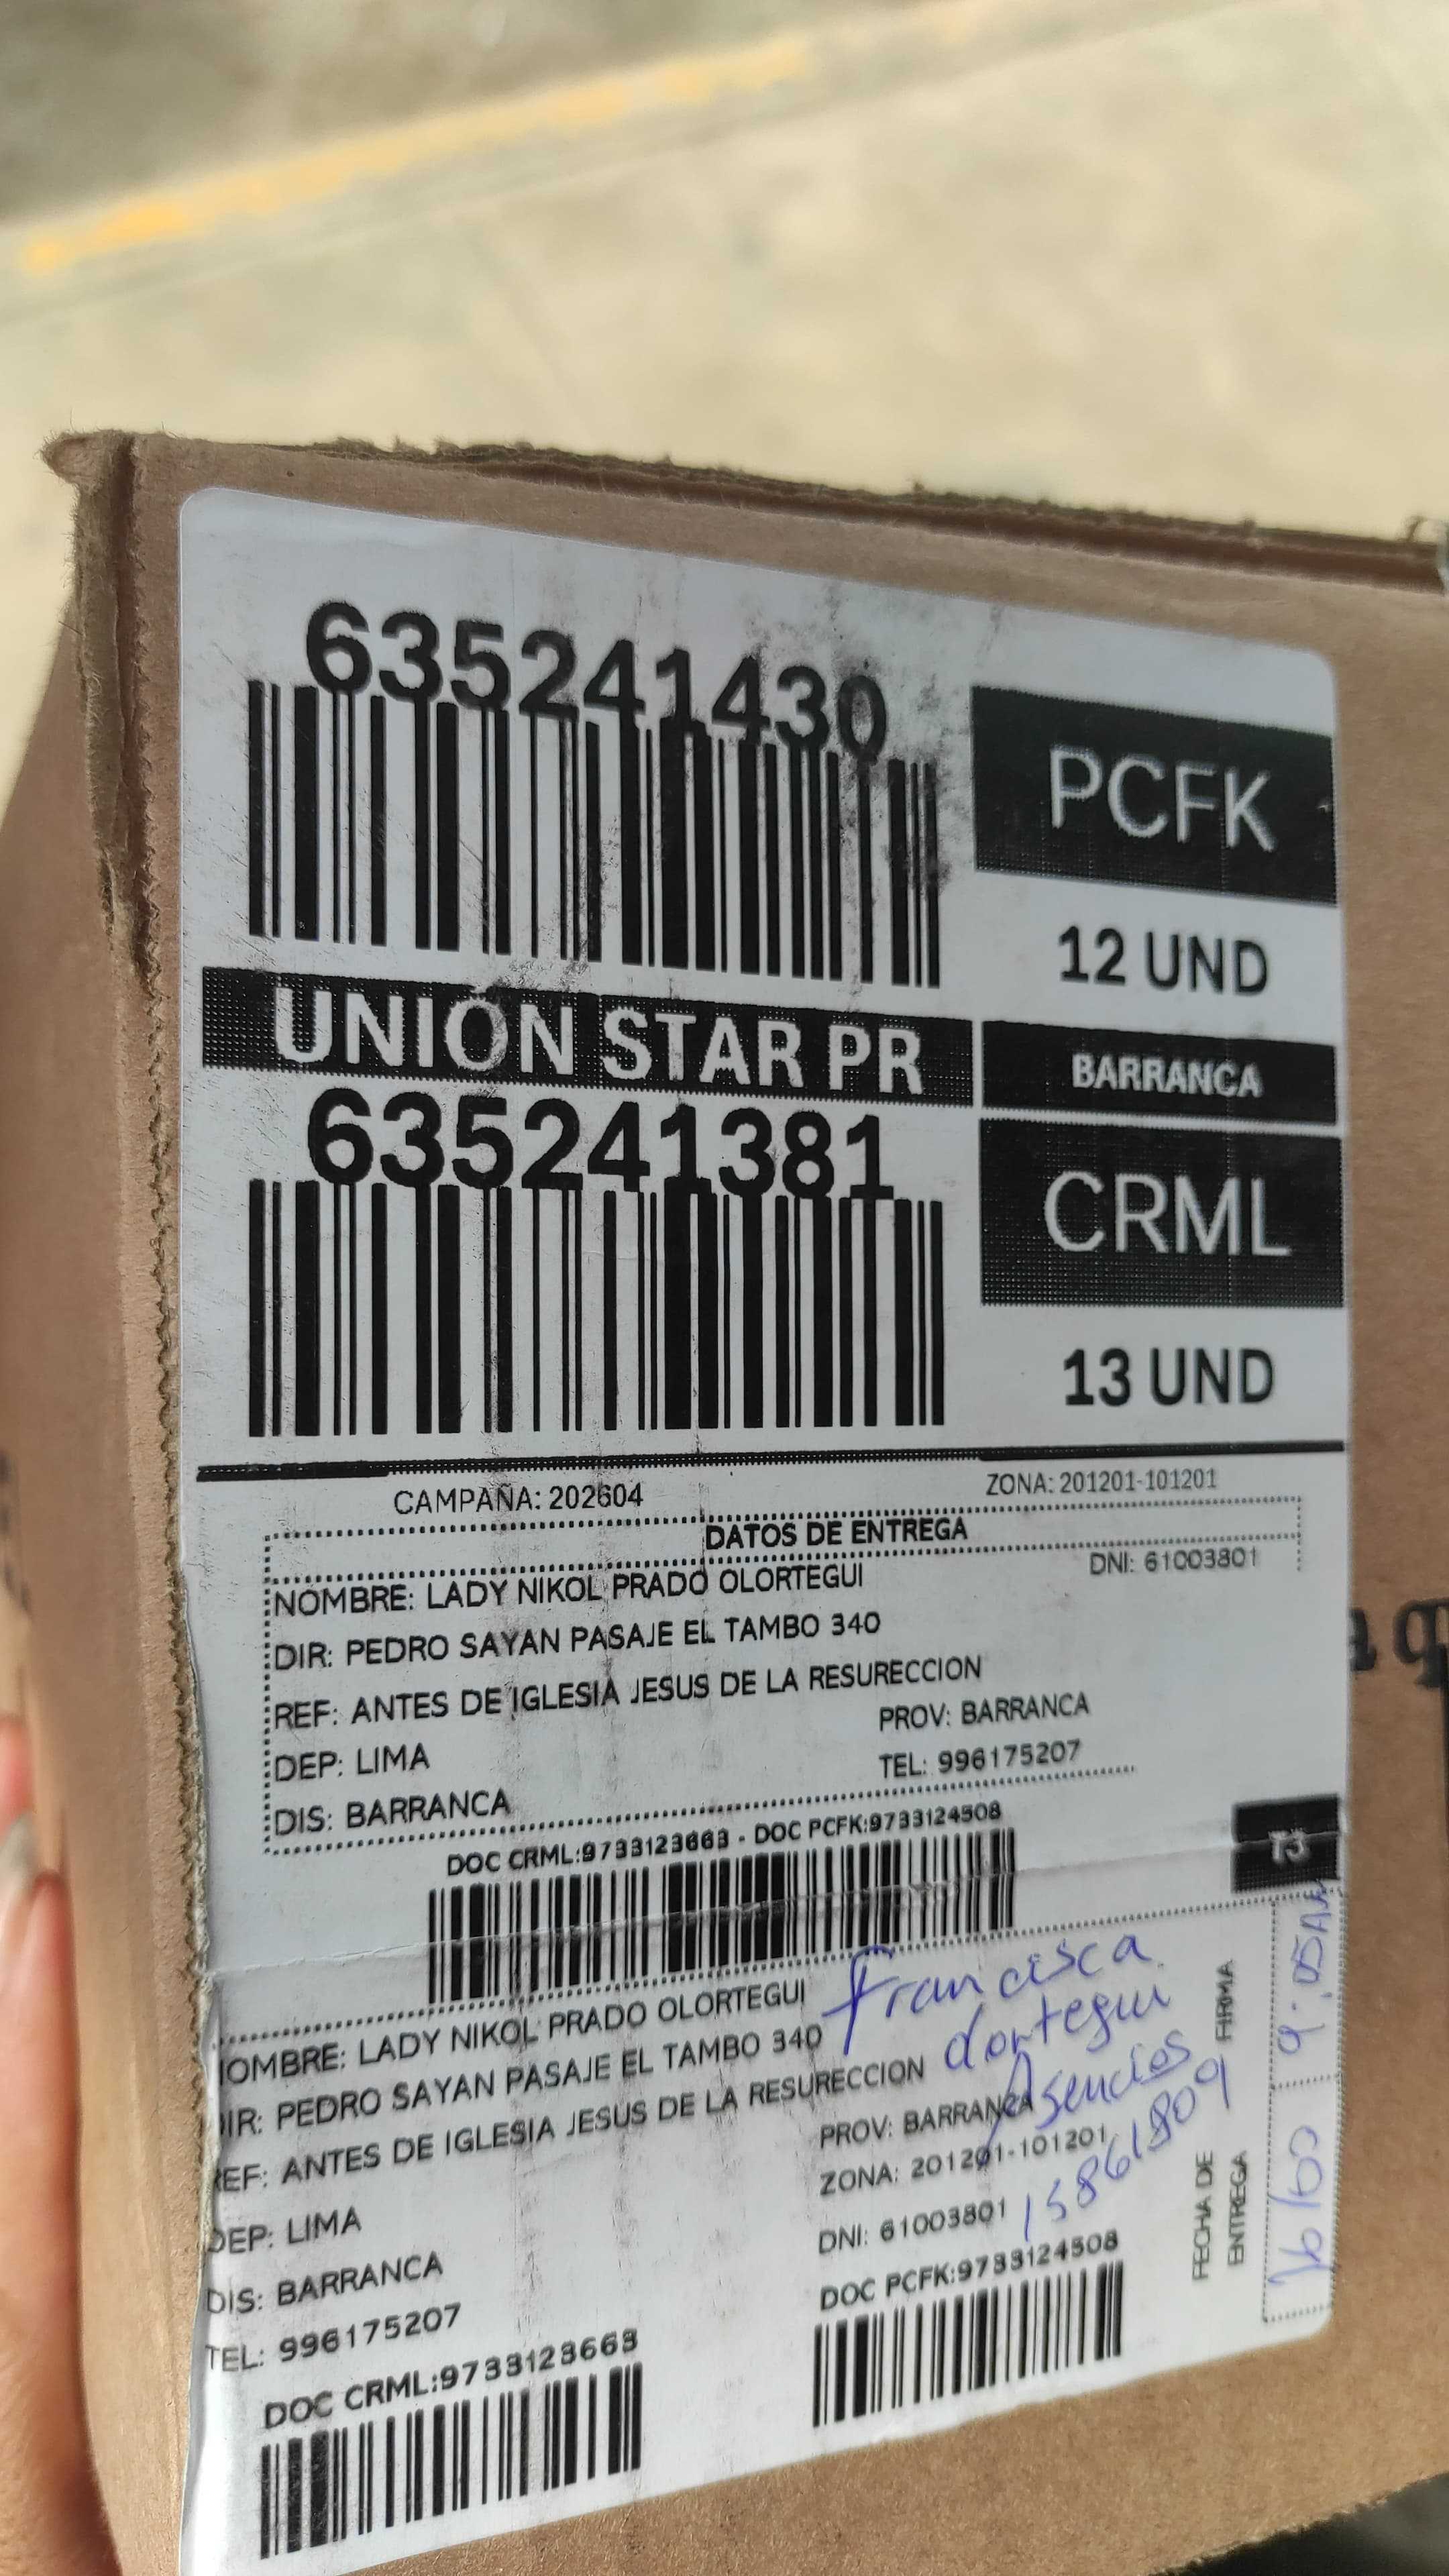 635241430
PCFK
12 UND
UNIÓN STAR PR
BARRANCA
635241381
CRML
13 UND
CAMPAÑA: 202604
ZONA: 201201-101201
DATOS DE ENTREGA
NOMBRE: LADY NIKOL PRADO OLORTEGUI
DNI: 61003801
DIR: PEDRO SAYAN PASAJE EL TAMBO 340
REF: ANTES DE IGLESIA JESUS DE LA RESURECCION
DEP: LIMA
PROV: BARRANCA
DIS: BARRANCA
TEL: 996175207
DOC CRML:9733123663 - DOC PCFK:9733124508
NOMBRE: LADY NIKOL PRADO OLORTEGUI
DIR: PEDRO SAYAN PASAJE EL TAMBO 340
REF: ANTES DE IGLESIA JESUS DE LA RESURECCION
DEP: LIMA
PROV: BARRANCA
DIS: BARRANCA
ZONA: 201201-101201
TEL: 996175207
DNI: 61003801
DOC CRML:9733123663
DOC PCFK:9733124508
Francisca
15861809
FIRMA
FECHA DE
ENTREGA